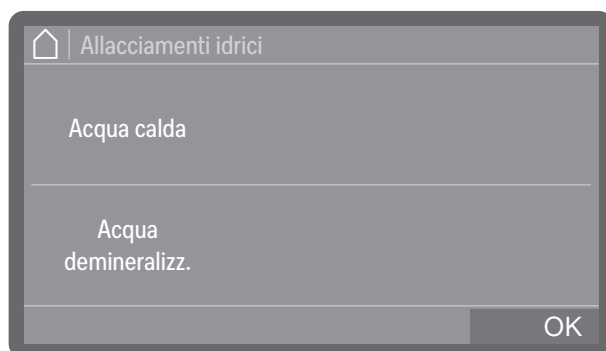 Allacciamenti idrici
Acqua calda
Acqua
demineralizz.
OK